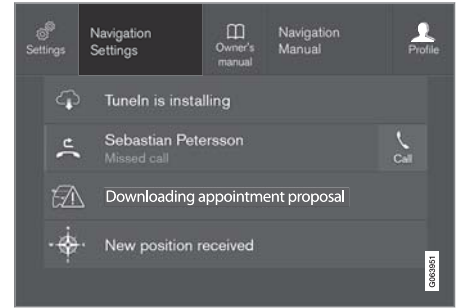 Settings
Navigation
Settings
Owner's
manual
Navigation
Manual
Profile
TuneIn is installing
Sebastian Petersson
Missed call
Call
Downloading appointment proposal
New position received
G063951